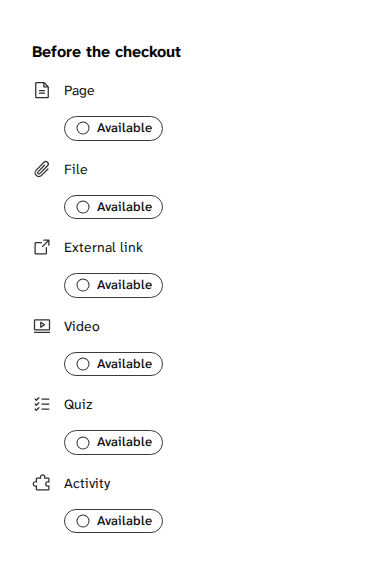 Before the checkout
Page
Available
File
Available
External link
Available
Video
Available
Quiz
Available
Activity
Available